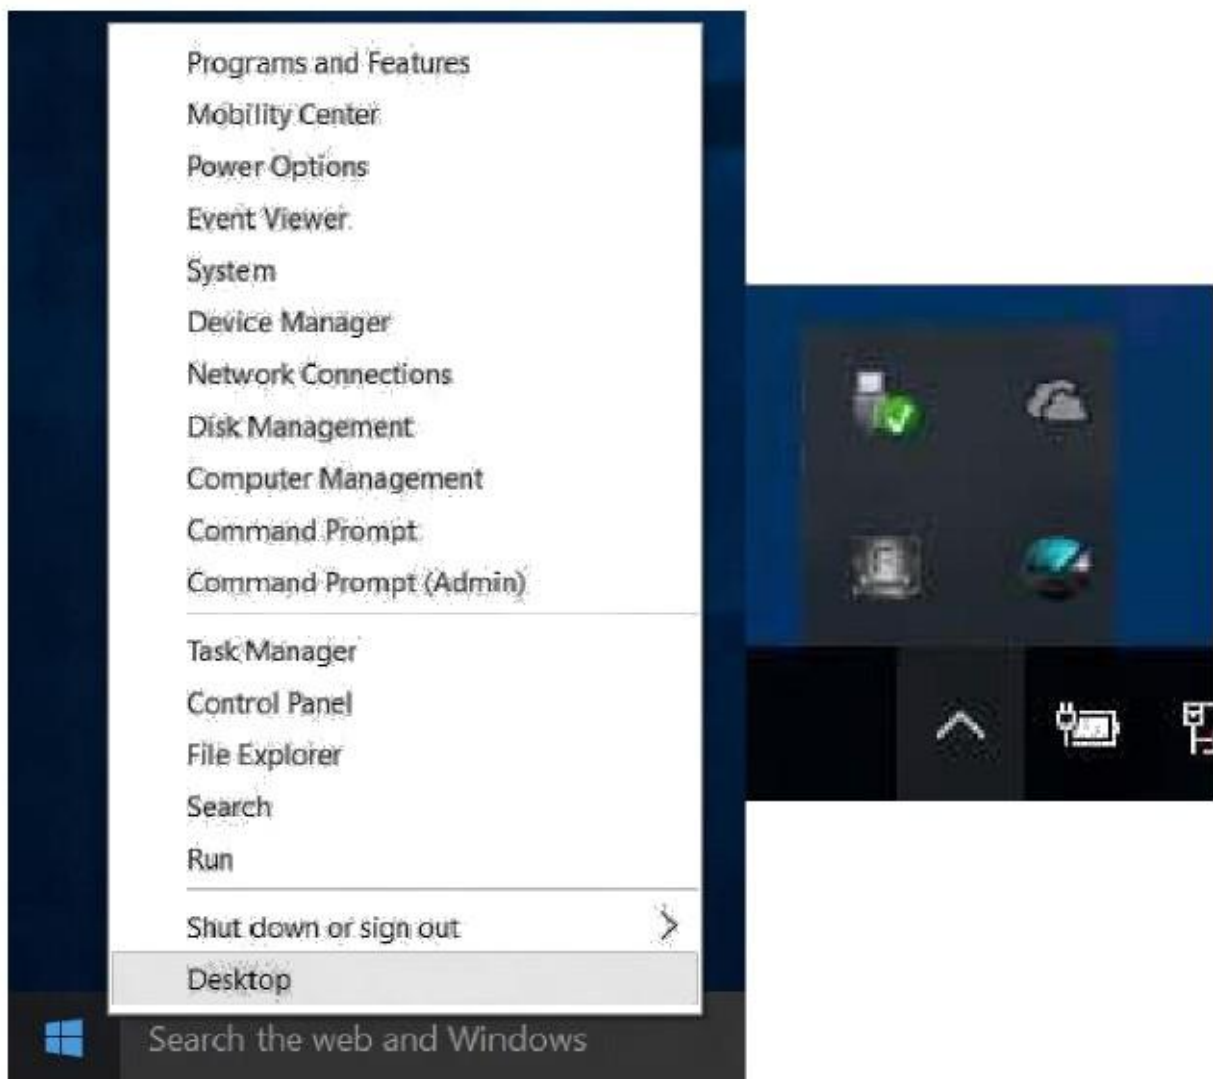 Programs and Features
Mobility Center
Power Options
Event Viewer
System
Device Manager
Network Connections
Disk Management
Computer Management
Command Prompt
Command Prompt (Admin)
Task Manager
Control Panel
File Explorer
Search
Run
Shut down or sign out
Desktop
Search the web and Windows